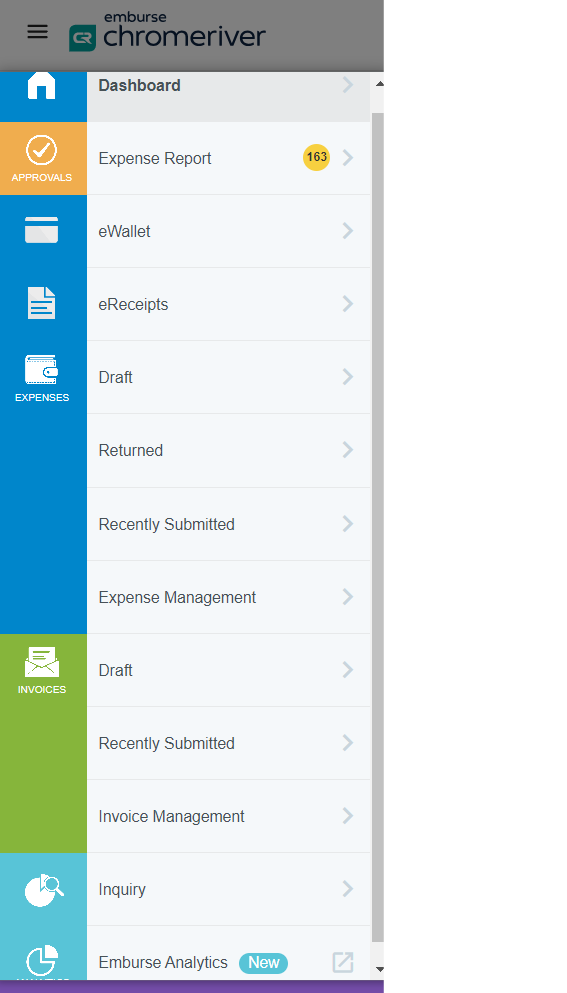 emburse
chromeriver
Dashboard
APPROVALS
Expense Report 163
eWallet
eReceipts
Draft
EXPENSES
Returned
Recently Submitted
Expense Management
Draft
INVOICES
Recently Submitted
Invoice Management
Inquiry
Emburse Analytics New